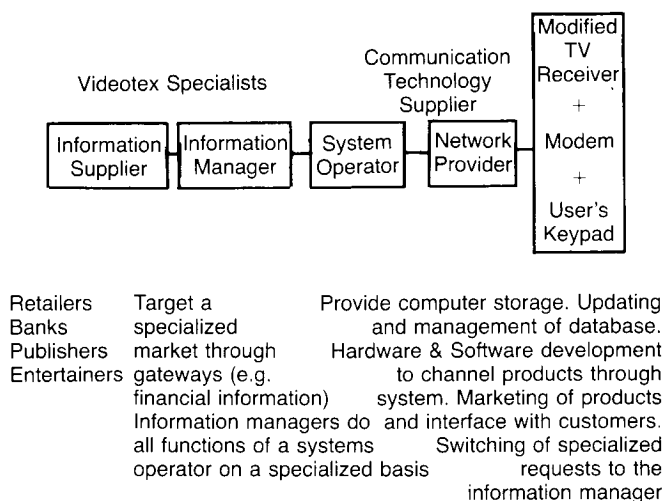 Videotex Specialists
Communication
Technology
Supplier
Information
Supplier
Information
Manager
System
Operator
Network
Provider
Modified
TV
Receiver
+
Modem
+
User's
Keypad
Retailers
Banks
Publishers
Entertainers
Target a
specialized
market through
gateways (e.g.
financial information)
Information managers do
all functions of a systems
operator on a specialized basis
Provide computer storage. Updating
and management of database.
Hardware & Software development
to channel products through
system. Marketing of products
and interface with customers.
Switching of specialized
requests to the
information manager